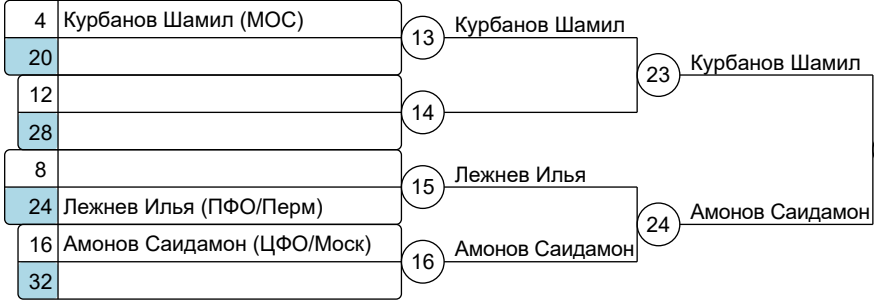 4 Курбанов Шамил (МОС)
13 Курбанов Шамил
20
23 Курбанов Шамил
12
14
28
8
15 Лежнев Илья
24 Лежнев Илья (ПФО/Перм)
24 Амонов Саидамон
16 Амонов Саидамон (ЦФО/Моск)
16 Амонов Саидамон
32